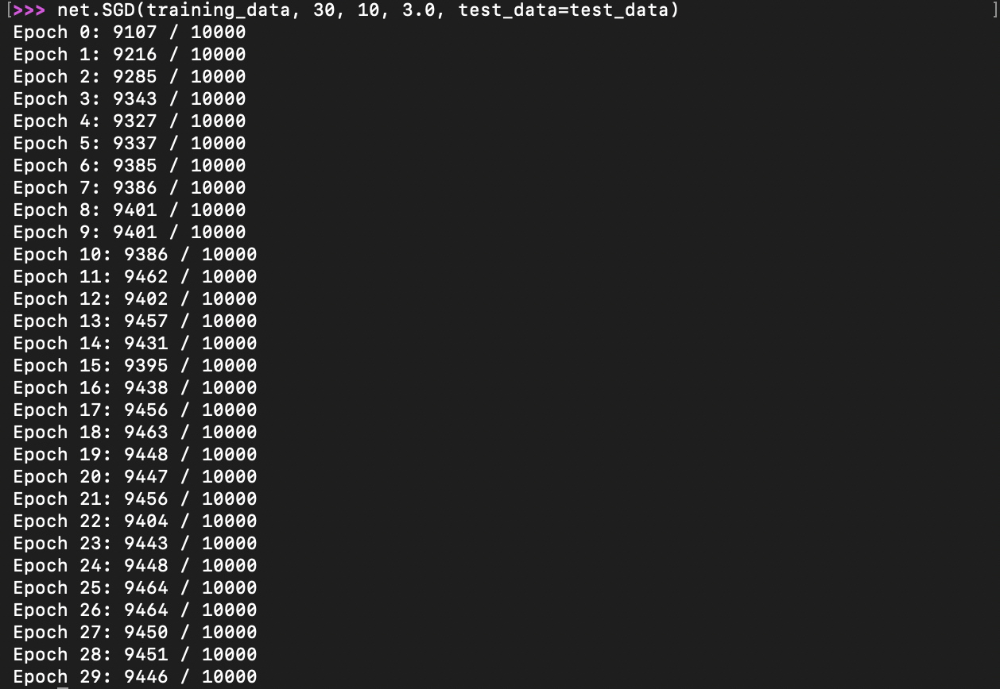 [>>> net.SGD(training_data, 30, 10, 3.0, test_data=test_data) ]
Epoch 0: 9107 / 10000
Epoch 1: 9216 / 10000
Epoch 2: 9285 / 10000
Epoch 3: 9343 / 10000
Epoch 4: 9327 / 10000
Epoch 5: 9337 / 10000
Epoch 6: 9385 / 10000
Epoch 7: 9386 / 10000
Epoch 8: 9401 / 10000
Epoch 9: 9401 / 10000
Epoch 10: 9386 / 10000
Epoch 11: 9462 / 10000
Epoch 12: 9402 / 10000
Epoch 13: 9457 / 10000
Epoch 14: 9431 / 10000
Epoch 15: 9395 / 10000
Epoch 16: 9438 / 10000
Epoch 17: 9456 / 10000
Epoch 18: 9463 / 10000
Epoch 19: 9448 / 10000
Epoch 20: 9447 / 10000
Epoch 21: 9456 / 10000
Epoch 22: 9404 / 10000
Epoch 23: 9443 / 10000
Epoch 24: 9448 / 10000
Epoch 25: 9464 / 10000
Epoch 26: 9464 / 10000
Epoch 27: 9450 / 10000
Epoch 28: 9451 / 10000
Epoch 29: 9446 / 10000